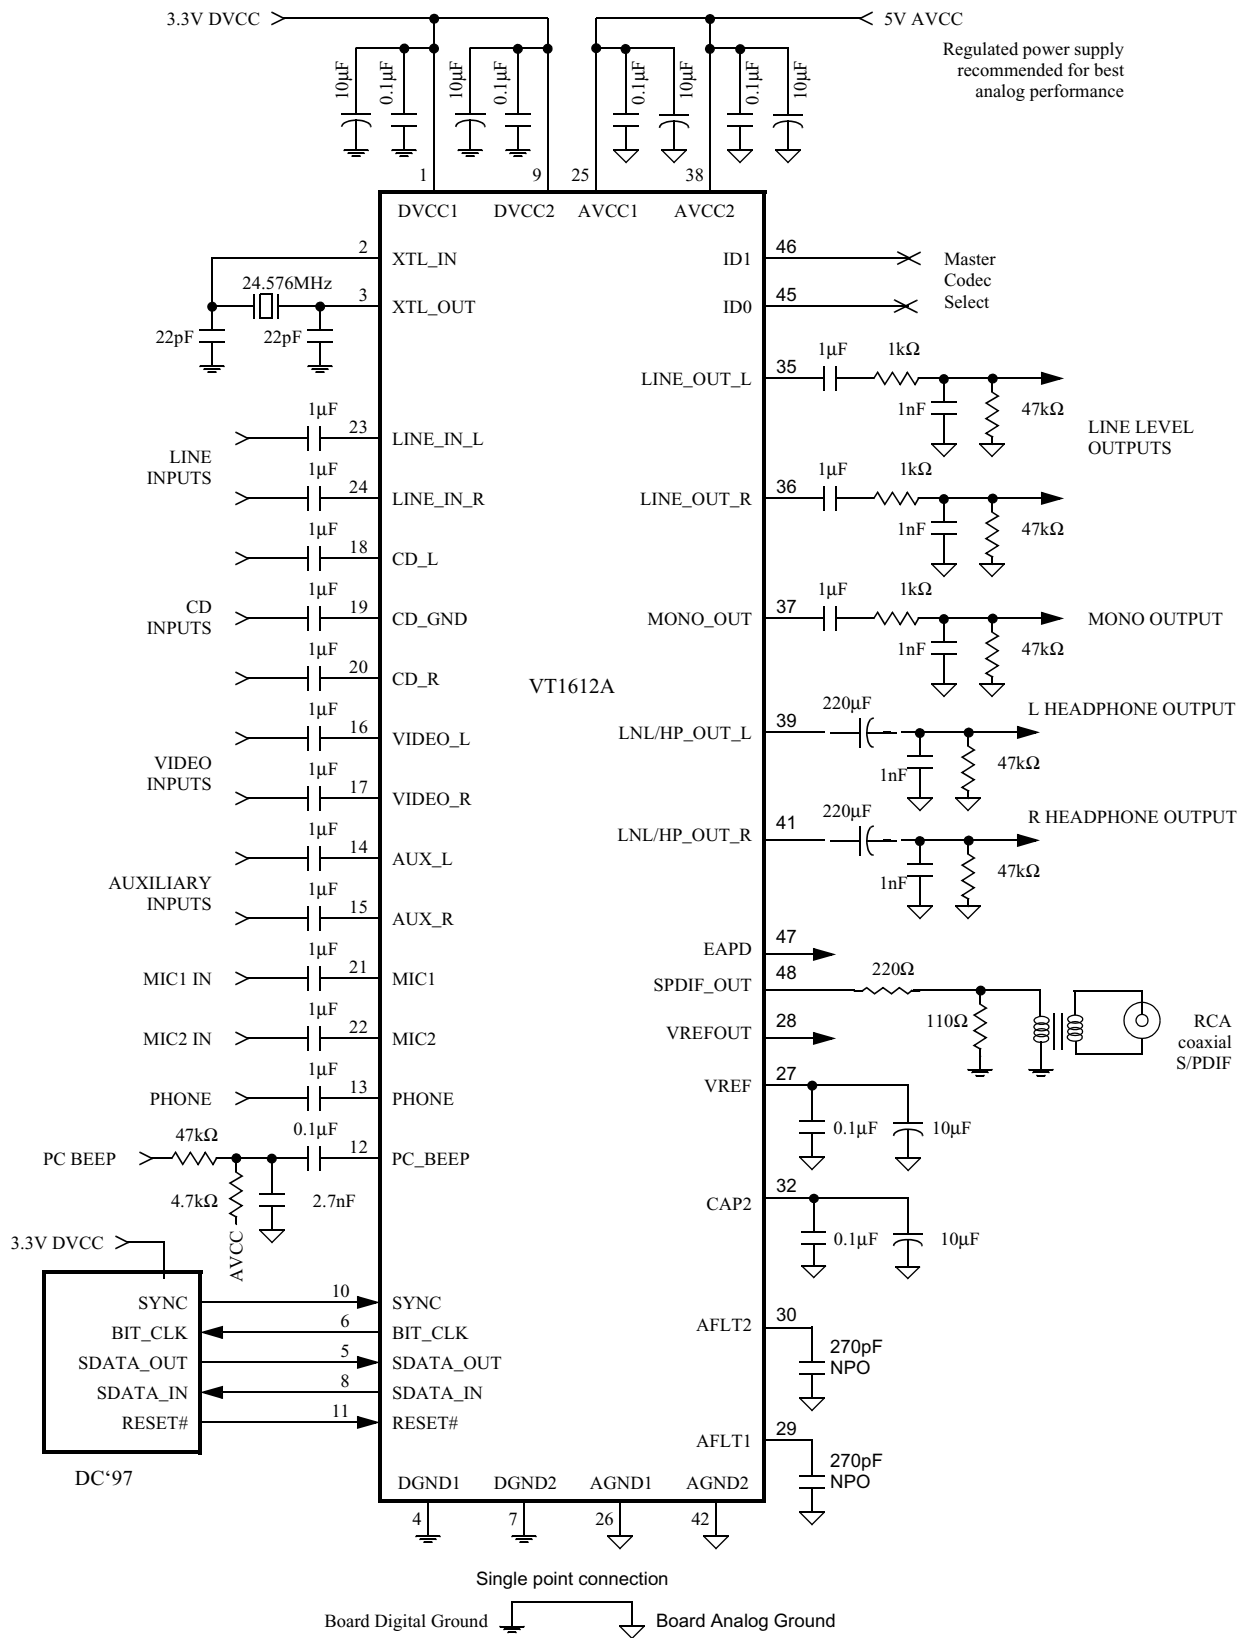 3.3V DVCC
5V AVCC
Regulated power supply
recommended for best
analog performance
10µF
0.1µF
10µF
0.1µF
0.1µF
10µF
0.1µF
10µF
1
9
25
38
DVCC1
DVCC2
AVCC1
AVCC2
2
XTL_IN
24.576MHz
3
XTL_OUT
22pF
22pF
46
ID1
Master
Codec
Select
45
ID0
1µF
23
LINE_IN_L
LINE
INPUTS
1µF
24
LINE_IN_R
1µF
18
CD_L
CD
INPUTS
1µF
19
CD_GND
1µF
20
CD_R
1µF
16
VIDEO_L
VIDEO
INPUTS
1µF
17
VIDEO_R
1µF
14
AUX_L
AUXILIARY
INPUTS
1µF
15
AUX_R
1µF
MIC1 IN
21
MIC1
1µF
MIC2 IN
22
MIC2
1µF
PHONE
13
PHONE
0.1µF
PC BEEP
47kΩ
12
PC_BEEP
4.7kΩ
2.7nF
AVCC
3.3V DVCC
SYNC
10
SYNC
BIT_CLK
6
BIT_CLK
SDATA_OUT
5
SDATA_OUT
SDATA_IN
8
SDATA_IN
RESET#
11
RESET#
DC‘97
VT1612A
LINE_OUT_L
35
1µF
1kΩ
1nF
47kΩ
LINE LEVEL
OUTPUTS
LINE_OUT_R
36
1µF
1kΩ
1nF
47kΩ
MONO_OUT
37
1µF
1kΩ
MONO OUTPUT
1nF
47kΩ
LNL/HP_OUT_L
39
220µF
L HEADPHONE OUTPUT
1nF
47kΩ
LNL/HP_OUT_R
41
220µF
R HEADPHONE OUTPUT
1nF
47kΩ
EAPD
47
SPDIF_OUT
48
220Ω
110Ω
RCA
coaxial
S/PDIF
VREFOUT
28
VREF
27
0.1µF
10µF
CAP2
32
0.1µF
10µF
AFLT2
30
270pF
NPO
AFLT1
29
270pF
NPO
DGND1
DGND2
AGND1
AGND2
4
7
26
42
Single point connection
Board Digital Ground
Board Analog Ground